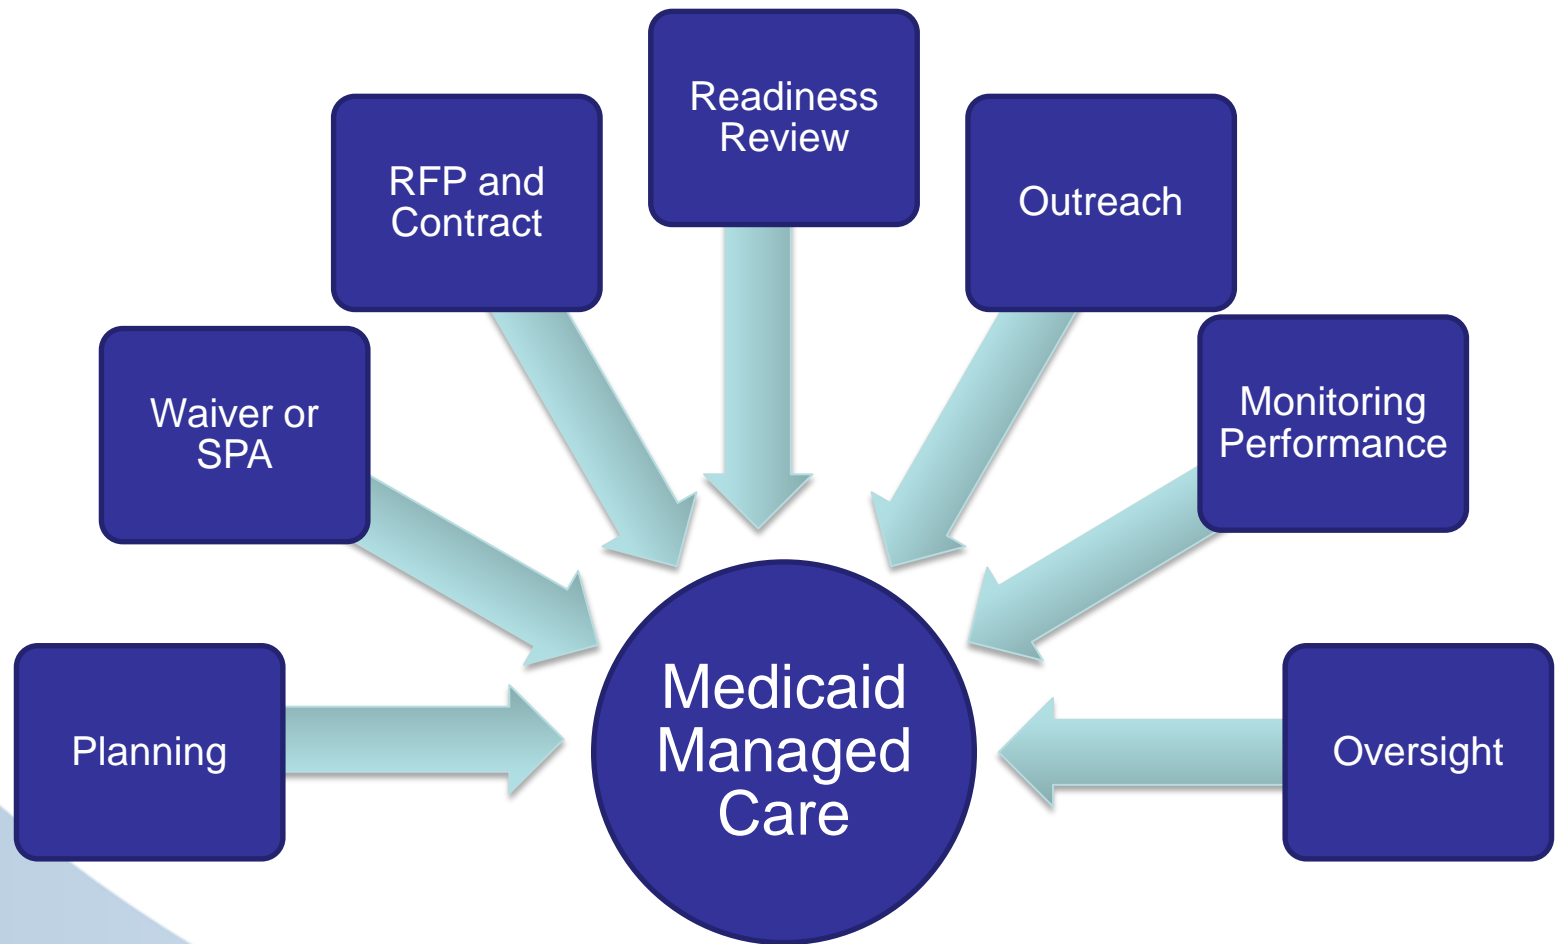 Readiness
Review
RFP and
Contract
Outreach
Waiver or
SPA
Monitoring
Performance
Planning
Medicaid
Managed
Care
Oversight